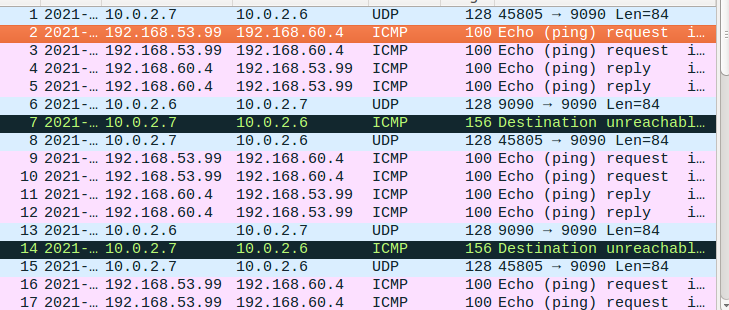 1 2021-… 10.0.2.7 10.0.2.6 UDP 128 45805 → 9090 Len=84
2 2021-… 192.168.53.99 192.168.60.4 ICMP 100 Echo (ping) request i…
3 2021-… 192.168.53.99 192.168.60.4 ICMP 100 Echo (ping) request i…
4 2021-… 192.168.60.4 192.168.53.99 ICMP 100 Echo (ping) reply i…
5 2021-… 192.168.60.4 192.168.53.99 ICMP 100 Echo (ping) reply i…
6 2021-… 10.0.2.6 10.0.2.7 UDP 128 9090 → 9090 Len=84
7 2021-… 10.0.2.7 10.0.2.6 ICMP 156 Destination unreachabl…
8 2021-… 10.0.2.7 10.0.2.6 UDP 128 45805 → 9090 Len=84
9 2021-… 192.168.53.99 192.168.60.4 ICMP 100 Echo (ping) request i…
10 2021-… 192.168.53.99 192.168.60.4 ICMP 100 Echo (ping) request i…
11 2021-… 192.168.60.4 192.168.53.99 ICMP 100 Echo (ping) reply i…
12 2021-… 192.168.60.4 192.168.53.99 ICMP 100 Echo (ping) reply i…
13 2021-… 10.0.2.6 10.0.2.7 UDP 128 9090 → 9090 Len=84
14 2021-… 10.0.2.7 10.0.2.6 ICMP 156 Destination unreachabl…
15 2021-… 10.0.2.7 10.0.2.6 UDP 128 45805 → 9090 Len=84
16 2021-… 192.168.53.99 192.168.60.4 ICMP 100 Echo (ping) request i…
17 2021-… 192.168.53.99 192.168.60.4 ICMP 100 Echo (ping) request i…